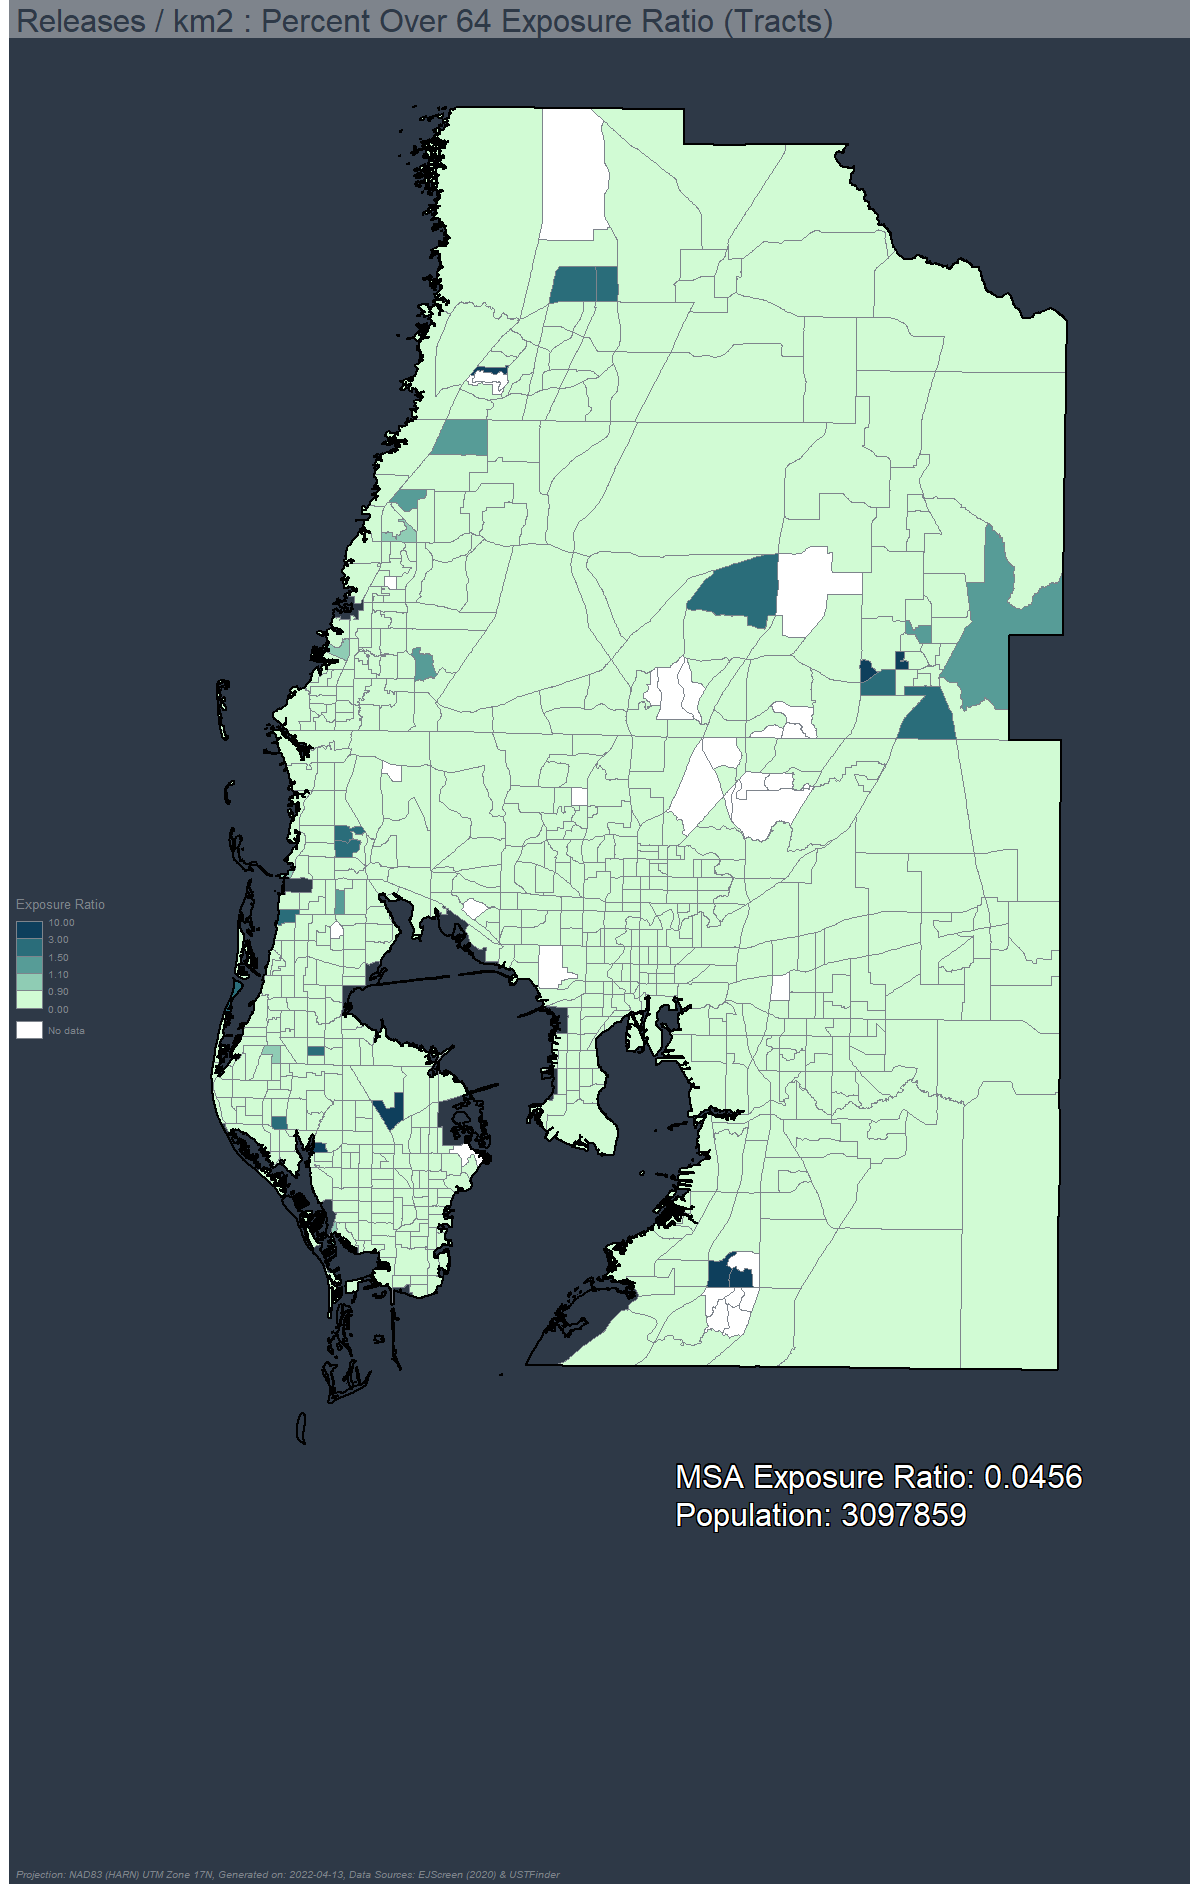 Releases / km2 : Percent Over 64 Exposure Ratio (Tracts)
Exposure Ratio
10.00
3.00
1.50
1.10
0.90
0.00
No data
MSA Exposure Ratio: 0.0456
Population: 3097859
Projection: NAD83 (HARN) UTM Zone 17N, Generated on: 2022-04-13, Data Sources: EJScreen (2020) & USTFinder